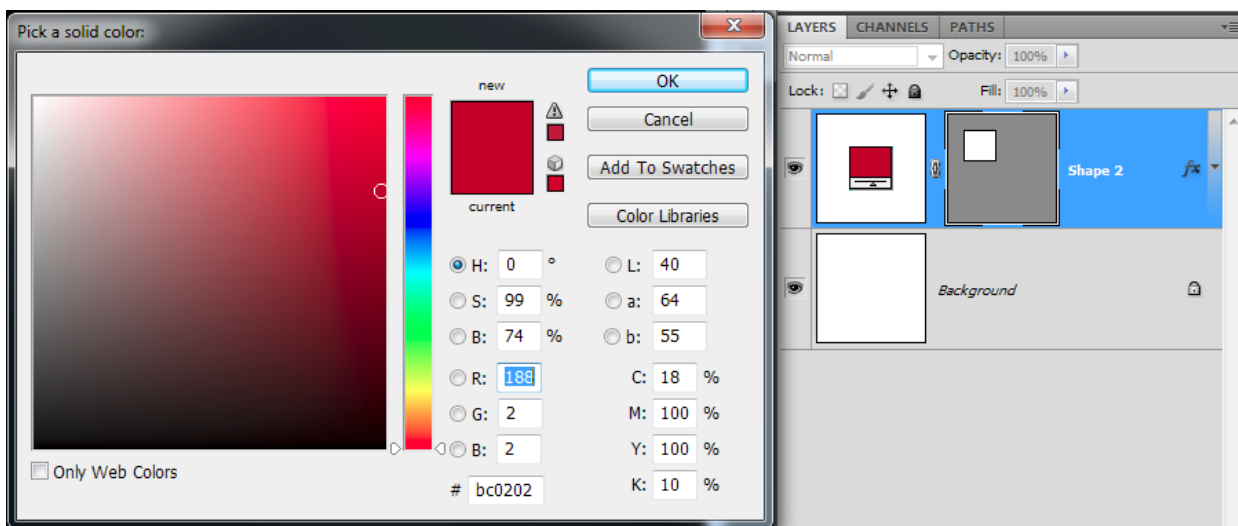 Pick a solid color:
new
current
OK
Cancel
Add To Swatches
Color Libraries
H: 0 °
S: 99 %
B: 74 %
R: 188
G: 2
B: 2
# bc0202
L: 40
a: 64
b: 55
C: 18 %
M: 100 %
Y: 100 %
K: 10 %
Only Web Colors
LAYERS CHANNELS PATHS
Normal Opacity: 100%
Lock: Fill: 100%
Shape 2 fx
Background